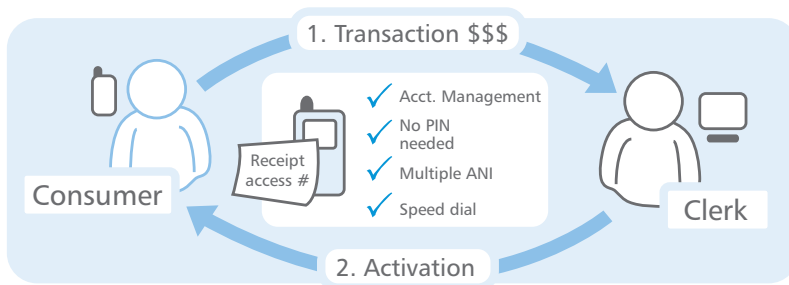 1. Transaction $$$
Acct. Management
No PIN
needed
Multiple ANI
Speed dial
Receipt
access #
Consumer
Clerk
2. Activation